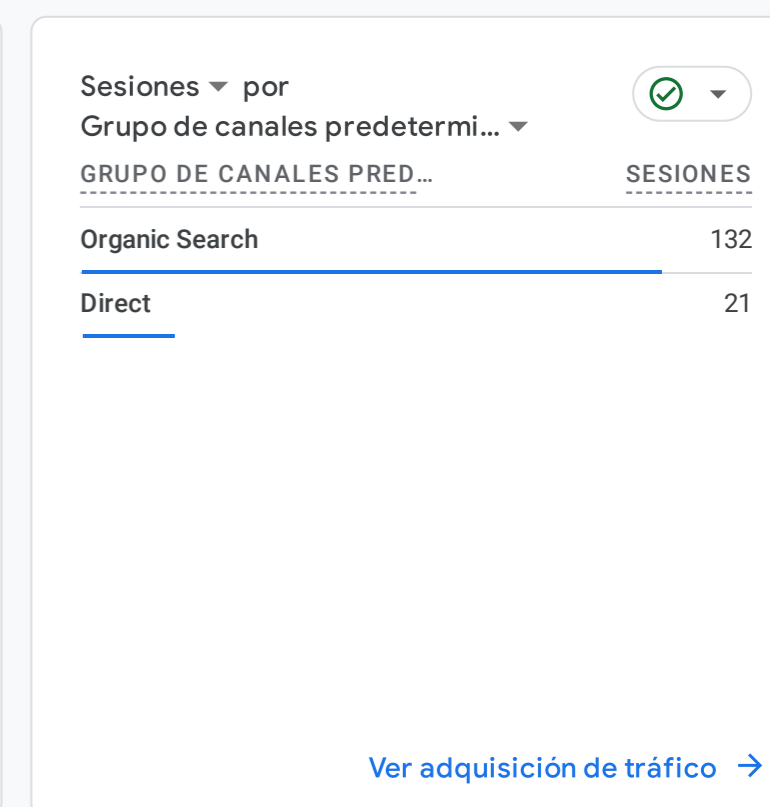 Sesiones por
Grupo de canales predetermi...
GRUPO DE CANALES PRED... SESIONES
Organic Search 132
Direct 21
Ver adquisición de tráfico